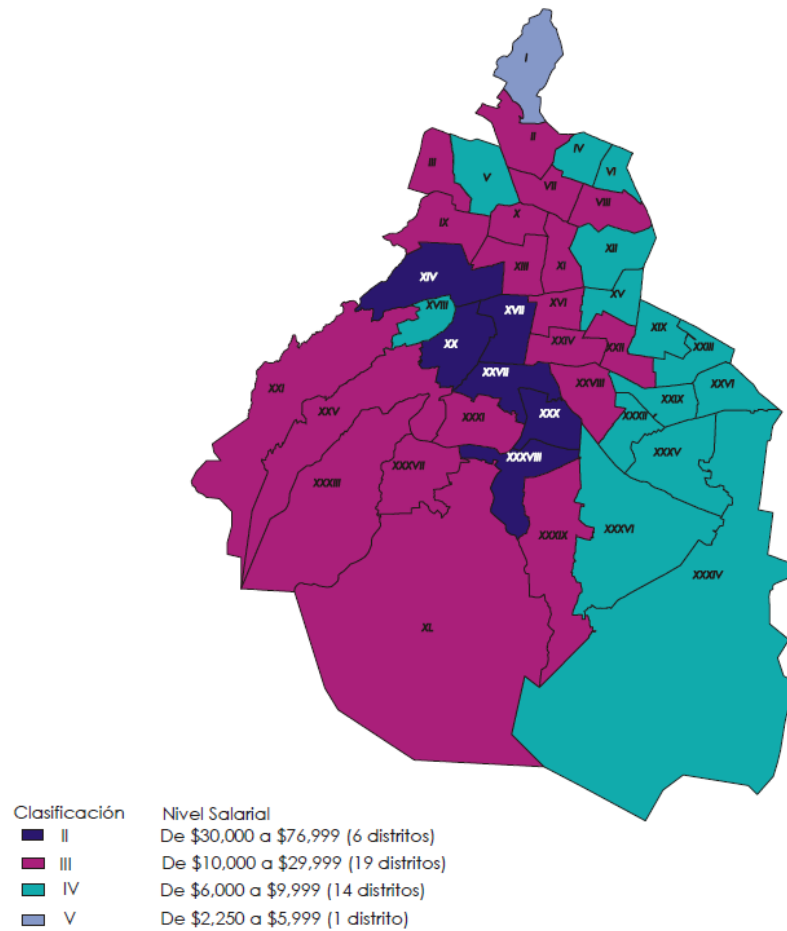 I
II
IV
III
V
VI
VII
VIII
X
IX
XII
XIII
XI
XIV
XV
XVI
XVIII
XVII
XIX
XXIV
XX
XXII
XXIII
XXVII
XXVIII
XXVI
XXI
XXIX
XXV
XXX
XXXI
XXXII
XXXV
XXXVIII
XXXVII
XXXIII
XXXVI
XXXIX
XXXIV
XL
Clasificación Nivel Salarial
II De $30,000 a $76,999 (6 distritos)
III De $10,000 a $29,999 (19 distritos)
IV De $6,000 a $9,999 (14 distritos)
V De $2,250 a $5,999 (1 distrito)